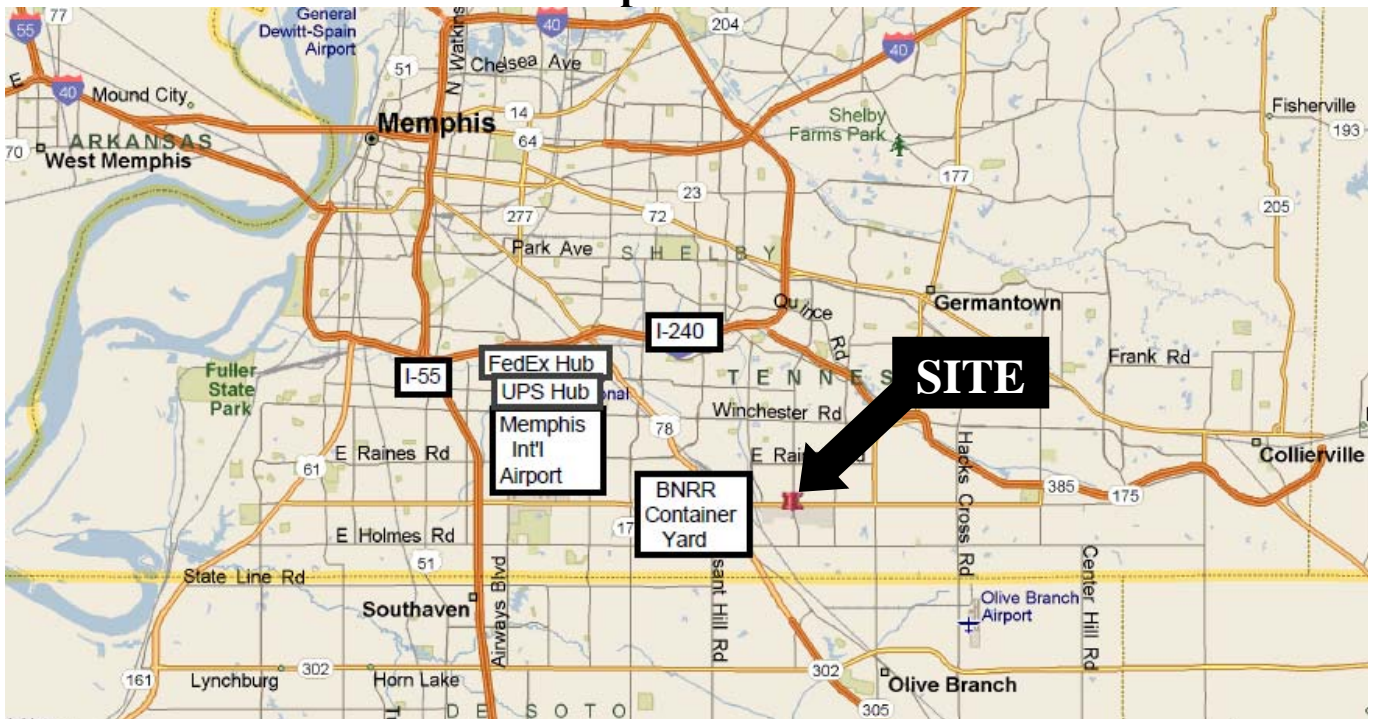 77
General
Dewitt-Spain
Airport
55
40
N Watkins
204
40
51
Chelsea Ave
E
40
Mound City
14
Shelby
Farms Park
Fisherville
193
Memphis
64
ARKANSAS
70
West Memphis
177
23
205
277
72
Park Ave
SHELBY
Quince Rd
Germantown
I-240
FedEx Hub
I-55
UPS Hub
Frank Rd
SITE
Fuller
State
Park
TENNES
Memphis
Int'l
Airport
Winchester Rd
78
E Raines Rd
61
Hacks Cross Rd
Collierville
385
175
BNRR
Container
Yard
17
E Holmes Rd
51
State Line Rd
Airways Blvd
sant Hill Rd
Center Hill Rd
Southaven
Olive Branch
Airport
302
302
161
Lynchburg
Horn Lake
Olive Branch
305
DE SOTO